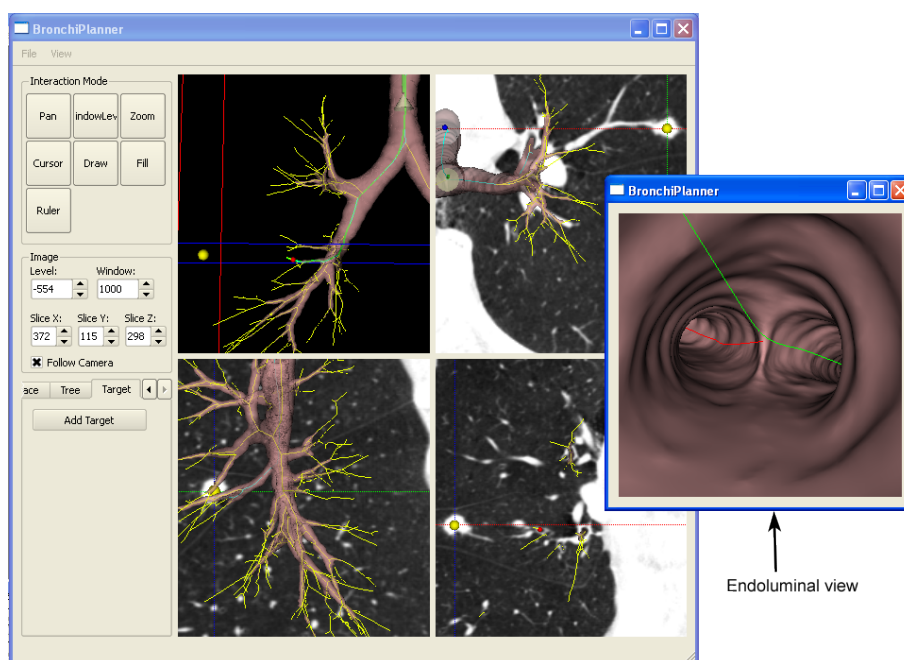 BronchiPlanner
File View
Interaction Mode
Pan indowLev Zoom
Cursor Draw Fill
Ruler
Image
Level: Window:
-554 1000
Slice X: Slice Y: Slice Z:
372 115 298
Follow Camera
ace Tree Target
Add Target
BronchiPlanner
Endoluminal view